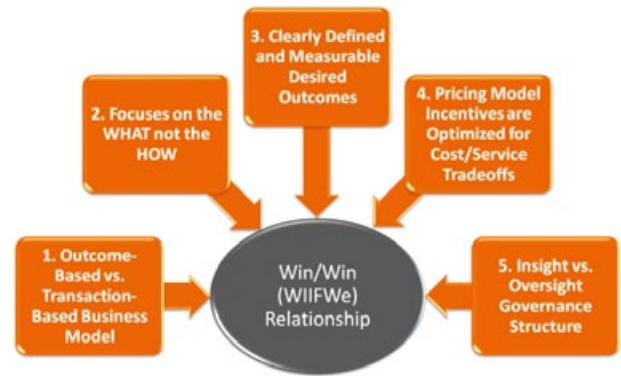 1. Outcome-
Based vs.
Transaction-
Based Business
Model
2. Focuses on the
WHAT not the
HOW
3. Clearly Defined
and Measurable
Desired
Outcomes
4. Pricing Model
Incentives are
Optimized for
Cost/Service
Tradeoffs
5. Insight vs.
Oversight
Governance
Structure
Win/Win
(WIIFWe)
Relationship